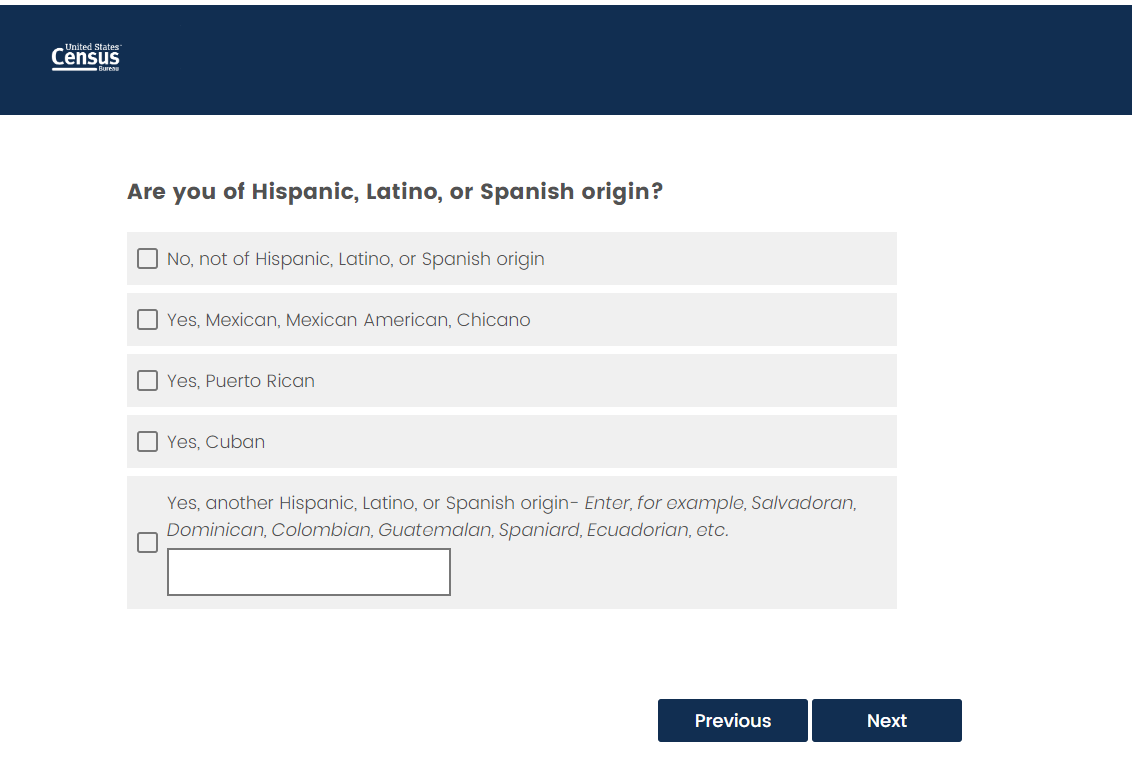 United States
Census
Bureau
Are you of Hispanic, Latino, or Spanish origin?
No, not of Hispanic, Latino, or Spanish origin
Yes, Mexican, Mexican American, Chicano
Yes, Puerto Rican
Yes, Cuban
Yes, another Hispanic, Latino, or Spanish origin- Enter, for example, Salvadoran,
Dominican, Colombian, Guatemalan, Spaniard, Ecuadorian, etc.
Previous
Next